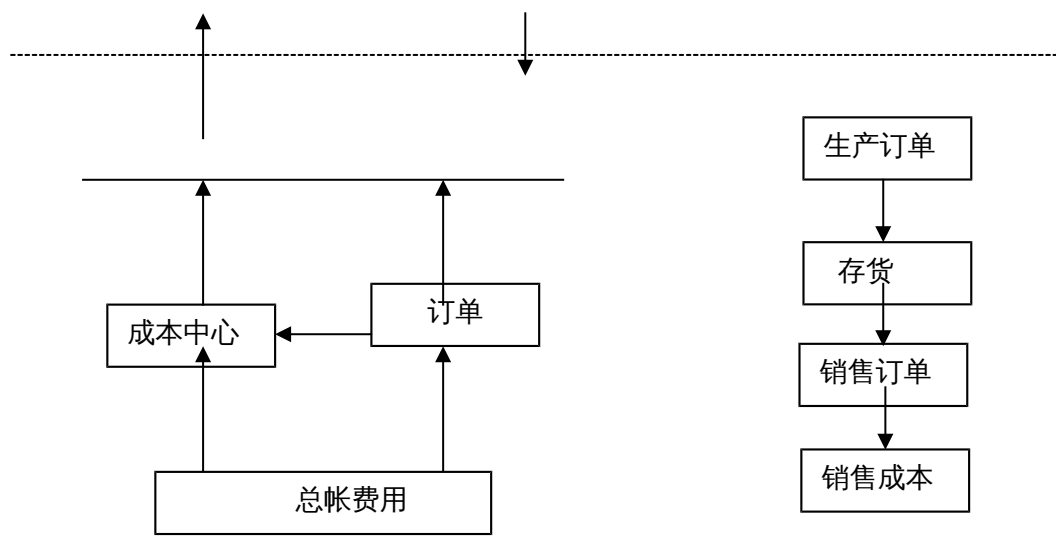 生产订单
存货
订单
成本中心
销售订单
销售成本
总帐费用